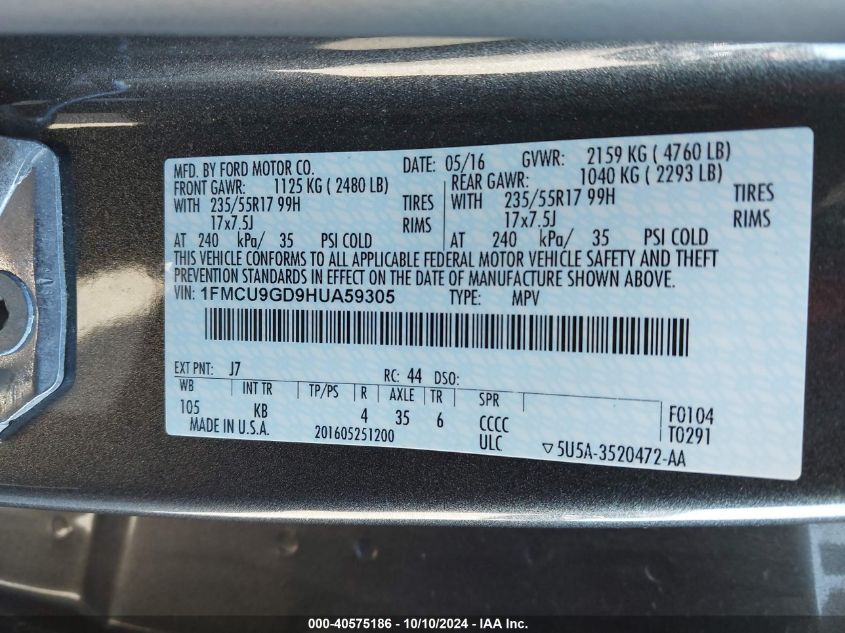 MFD. BY FORD MOTOR CO. DATE: 05/16 GVWR: 2159 KG ( 4760 LB)
FRONT GAWR: 1125 KG ( 2480 LB) REAR GAWR: 1040 KG ( 2293 LB)
WITH 235/55R17 99H TIRES WITH 235/55R17 99H TIRES
17x7.5J RIMS 17x7.5J RIMS
AT 240 kPa/ 35 PSI COLD AT 240 kPa/ 35 PSI COLD
THIS VEHICLE CONFORMS TO ALL APPLICABLE FEDERAL MOTOR VEHICLE SAFETY AND THEFT
PREVENTION STANDARDS IN EFFECT ON THE DATE OF MANUFACTURE SHOWN ABOVE.
VIN: 1FMCU9GD9HUA59305 TYPE: MPV
EXT PNT: J7 RC: 44 DSO:
WB INT TR TP/PS R AXLE TR SPR
105 KB 4 35 6 CCCC F0104
MADE IN U.S.A. 201605251200 ULC T0291
▽5U5A-3520472-AA
000-40575186 - 10/10/2024 - IAA Inc.